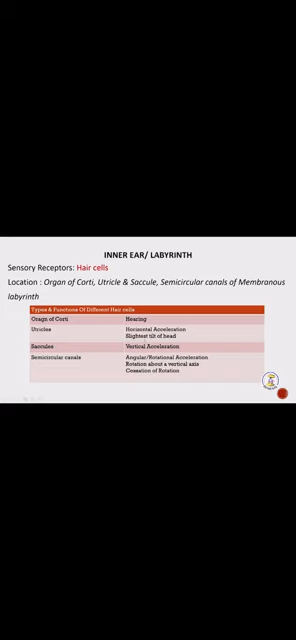 INNER EAR/ LABYRINTH
Sensory Receptors: Hair cells
Location : Organ of Corti, Utricle & Saccule, Semicircular canals of Membranous
labyrinth
Types & Functions Of Different Hair cells
Oragn of Corti Hearing
Utricles Horizontal Acceleration
Slightest tilt of head
Saccules Vertical Acceleration
Semicircular canals Angular/Rotational Acceleration
Rotation about a vertical axis
Cessation of Rotation